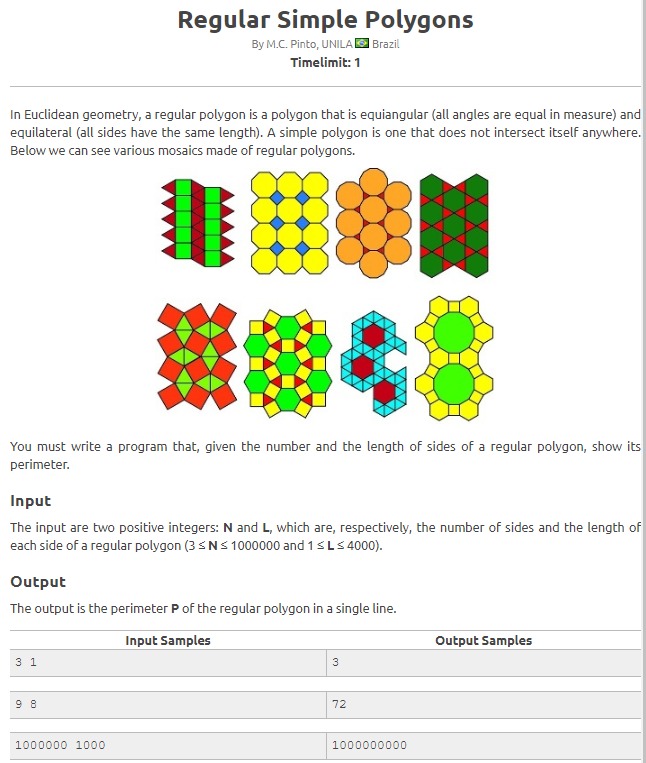 Regular Simple Polygons
By M.C. Pinto, UNILA Brazil
Timelimit: 1
In Euclidean geometry, a regular polygon is a polygon that is equiangular (all angles are equal in measure) and
equilateral (all sides have the same length). A simple polygon is one that does not intersect itself anywhere.
Below we can see various mosaics made of regular polygons.
You must write a program that, given the number and the length of sides of a regular polygon, show its
perimeter.
Input
The input are two positive integers: N and L, which are, respectively, the number of sides and the length of
each side of a regular polygon (3 ≤ N ≤ 1000000 and 1 ≤ L ≤ 4000).
Output
The output is the perimeter P of the regular polygon in a single line.
Input Samples Output Samples
3 1 3
9 8 72
1000000 1000 1000000000